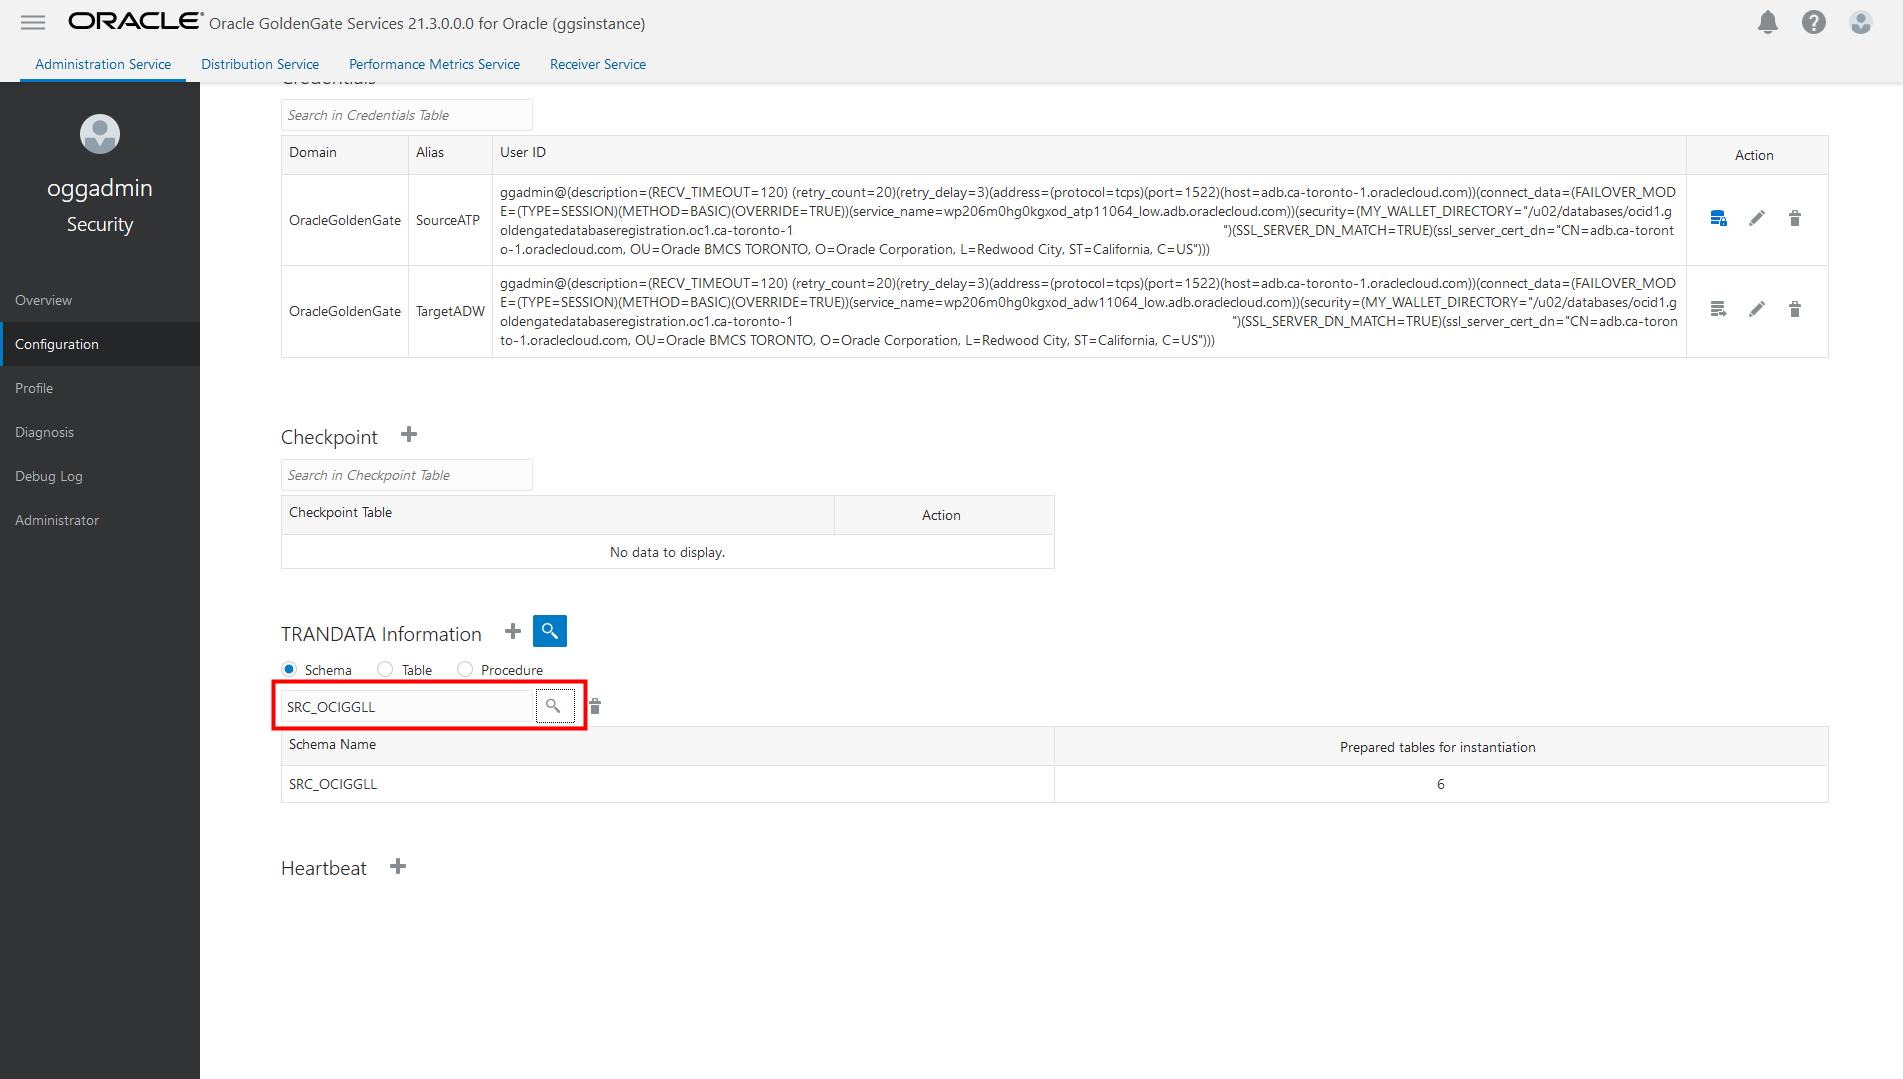 ORACLE Oracle GoldenGate Services 21.3.0.0.0 for Oracle (ggsinstance)
Administration Service Distribution Service Performance Metrics Service Receiver Service
oggadmin
Security
Overview
Configuration
Profile
Diagnosis
Debug Log
Administrator
Credentials
Search in Credentials Table
Domain Alias User ID Action
OracleGoldenGate SourceATP
ggadmin@(description=(RECV_TIMEOUT=120) (retry_count=20)(retry_delay=3)(address=(protocol=tcps)(port=1522)(host=adb.ca-toronto-1.oraclecloud.com))(connect_data=(FAILOVER_MOD
E=(TYPE=SESSION)(METHOD=BASIC)(OVERRIDE=TRUE))(service_name=wp206m0hg0kgxod_atp11064_low.adb.oraclecloud.com))(security=(MY_WALLET_DIRECTORY="/u02/databases/ocid1.g
oldengatedatabaseregistration.oc1.ca-toronto-1 ")(SSL_SERVER_DN_MATCH=TRUE)(ssl_server_cert_dn="CN=adb.ca-toront
o-1.oraclecloud.com, OU=Oracle BMCS TORONTO, O=Oracle Corporation, L=Redwood City, ST=California, C=US")))
OracleGoldenGate TargetADW
ggadmin@(description=(RECV_TIMEOUT=120) (retry_count=20)(retry_delay=3)(address=(protocol=tcps)(port=1522)(host=adb.ca-toronto-1.oraclecloud.com))(connect_data=(FAILOVER_MOD
E=(TYPE=SESSION)(METHOD=BASIC)(OVERRIDE=TRUE))(service_name=wp206m0hg0kgxod_adw11064_low.adb.oraclecloud.com))(security=(MY_WALLET_DIRECTORY="/u02/databases/ocid1.g
oldengatedatabaseregistration.oc1.ca-toronto-1 ")(SSL_SERVER_DN_MATCH=TRUE)(ssl_server_cert_dn="CN=adb.ca-toron
to-1.oraclecloud.com, OU=Oracle BMCS TORONTO, O=Oracle Corporation, L=Redwood City, ST=California, C=US")))
Checkpoint
Search in Checkpoint Table
Checkpoint Table Action
No data to display.
TRANDATA Information
Schema Table Procedure
SRC_OCIGGLL
Schema Name Prepared tables for instantiation
SRC_OCIGGLL 6
Heartbeat